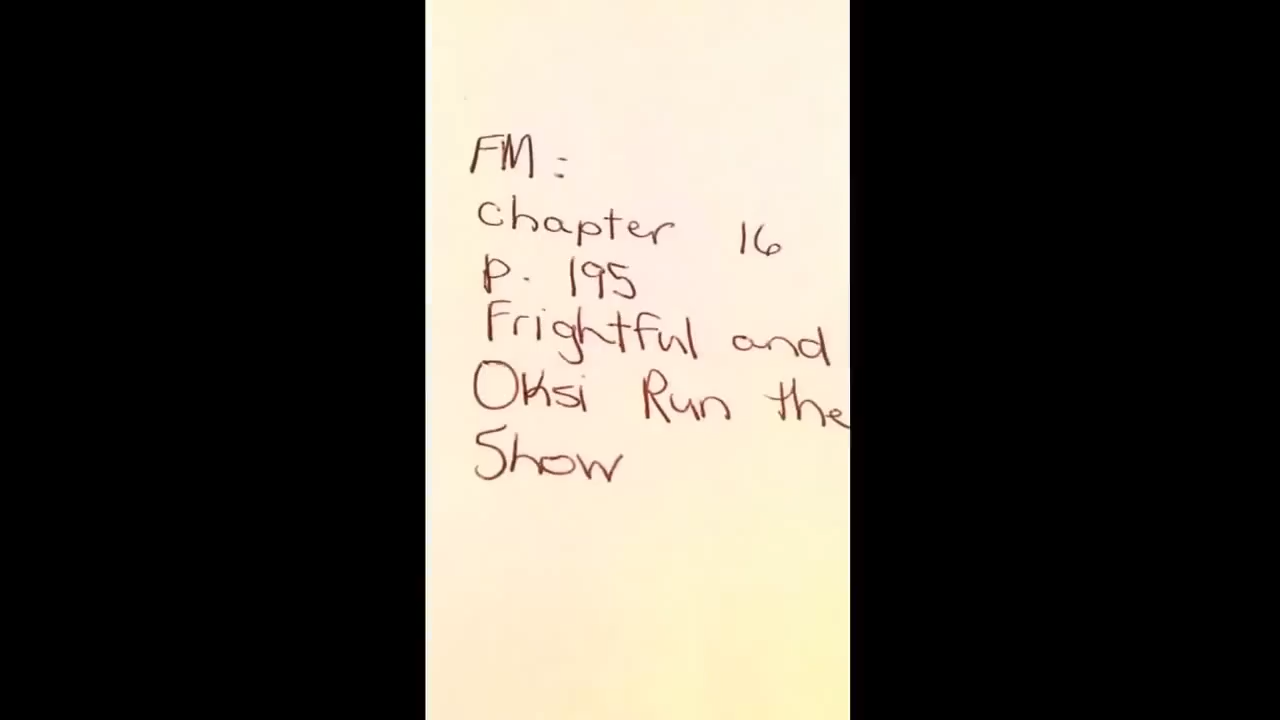 FM:
chapter 16
p. 195
Frightful and
Oksi Run the
Show